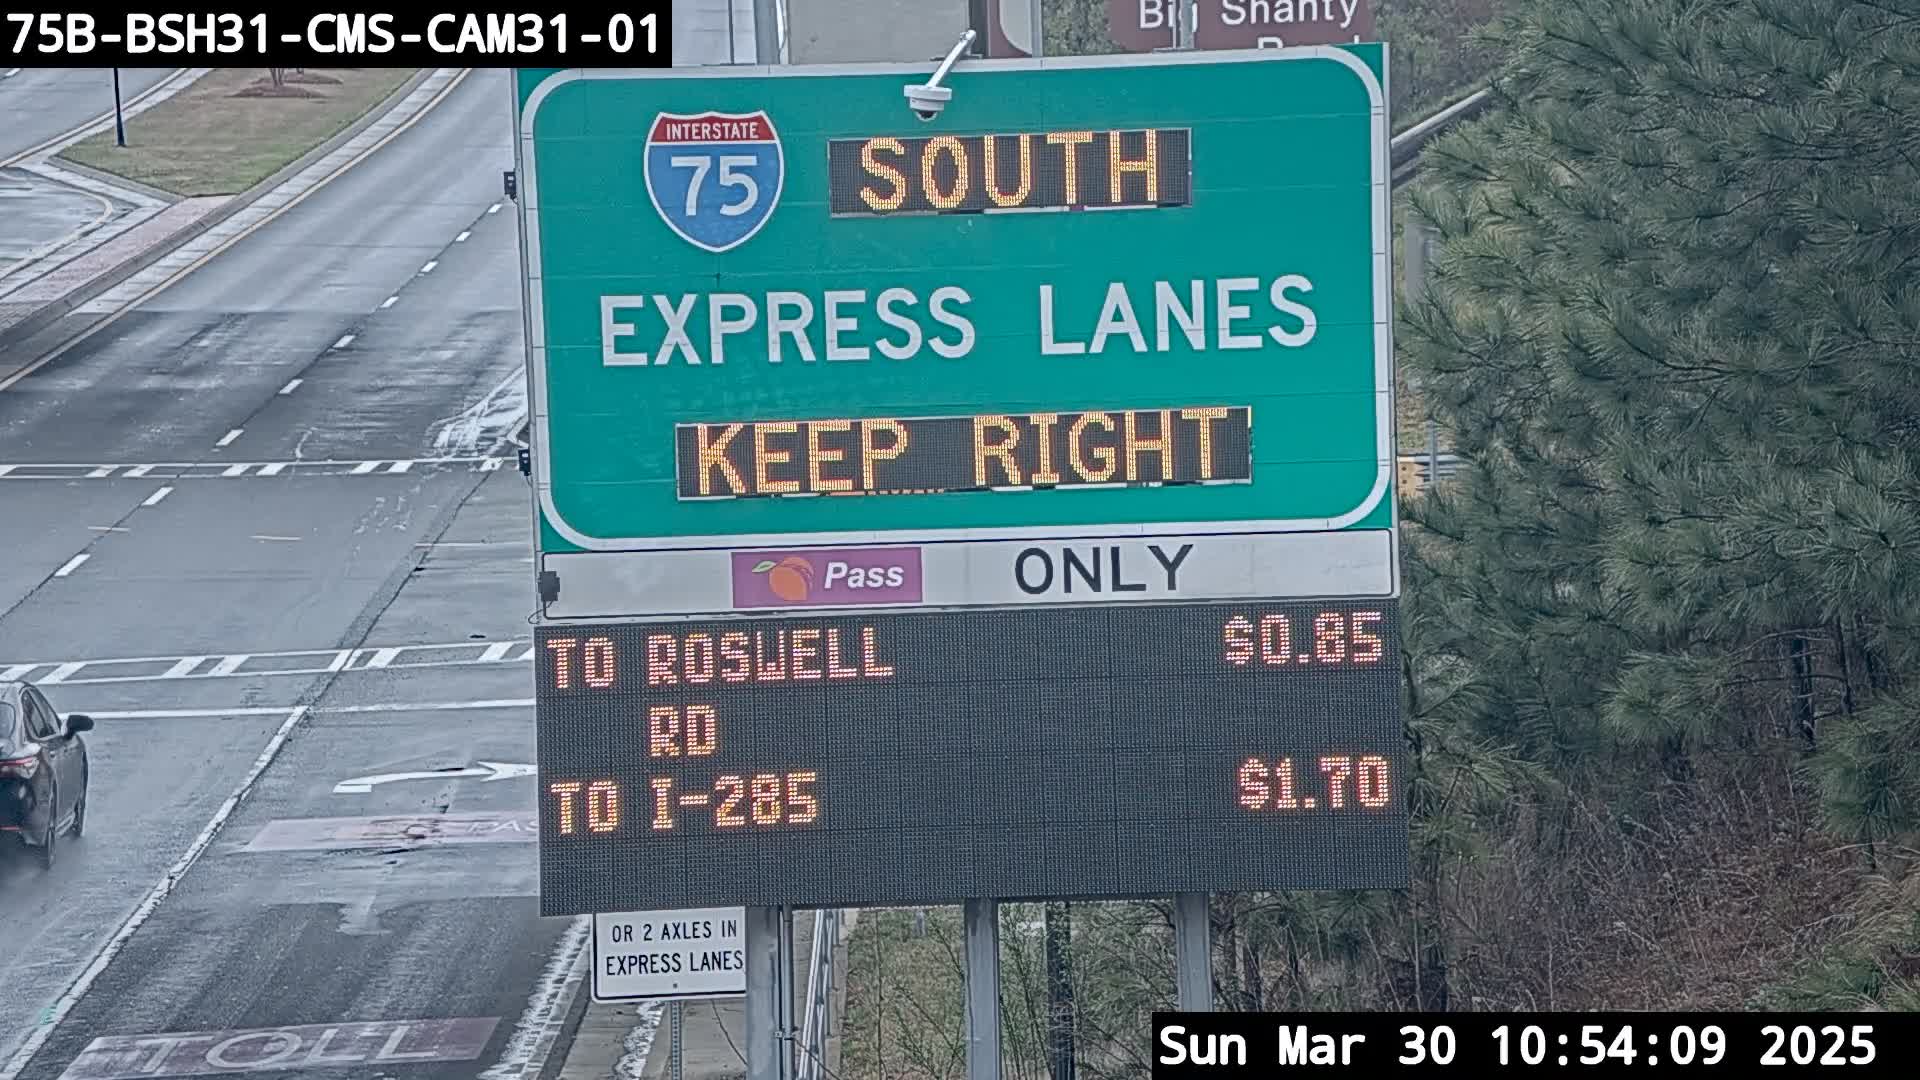 75B-BSH31-CMS-CAM31-01
Big Shanty
INTERSTATE
75
SOUTH
EXPRESS LANES
KEEP RIGHT
Pass ONLY
TO ROSWELL $0.85
RD
TO I-285 $1.70
OR 2 AXLES IN
EXPRESS LANES
TOLL
Sun Mar 30 10:54:09 2025